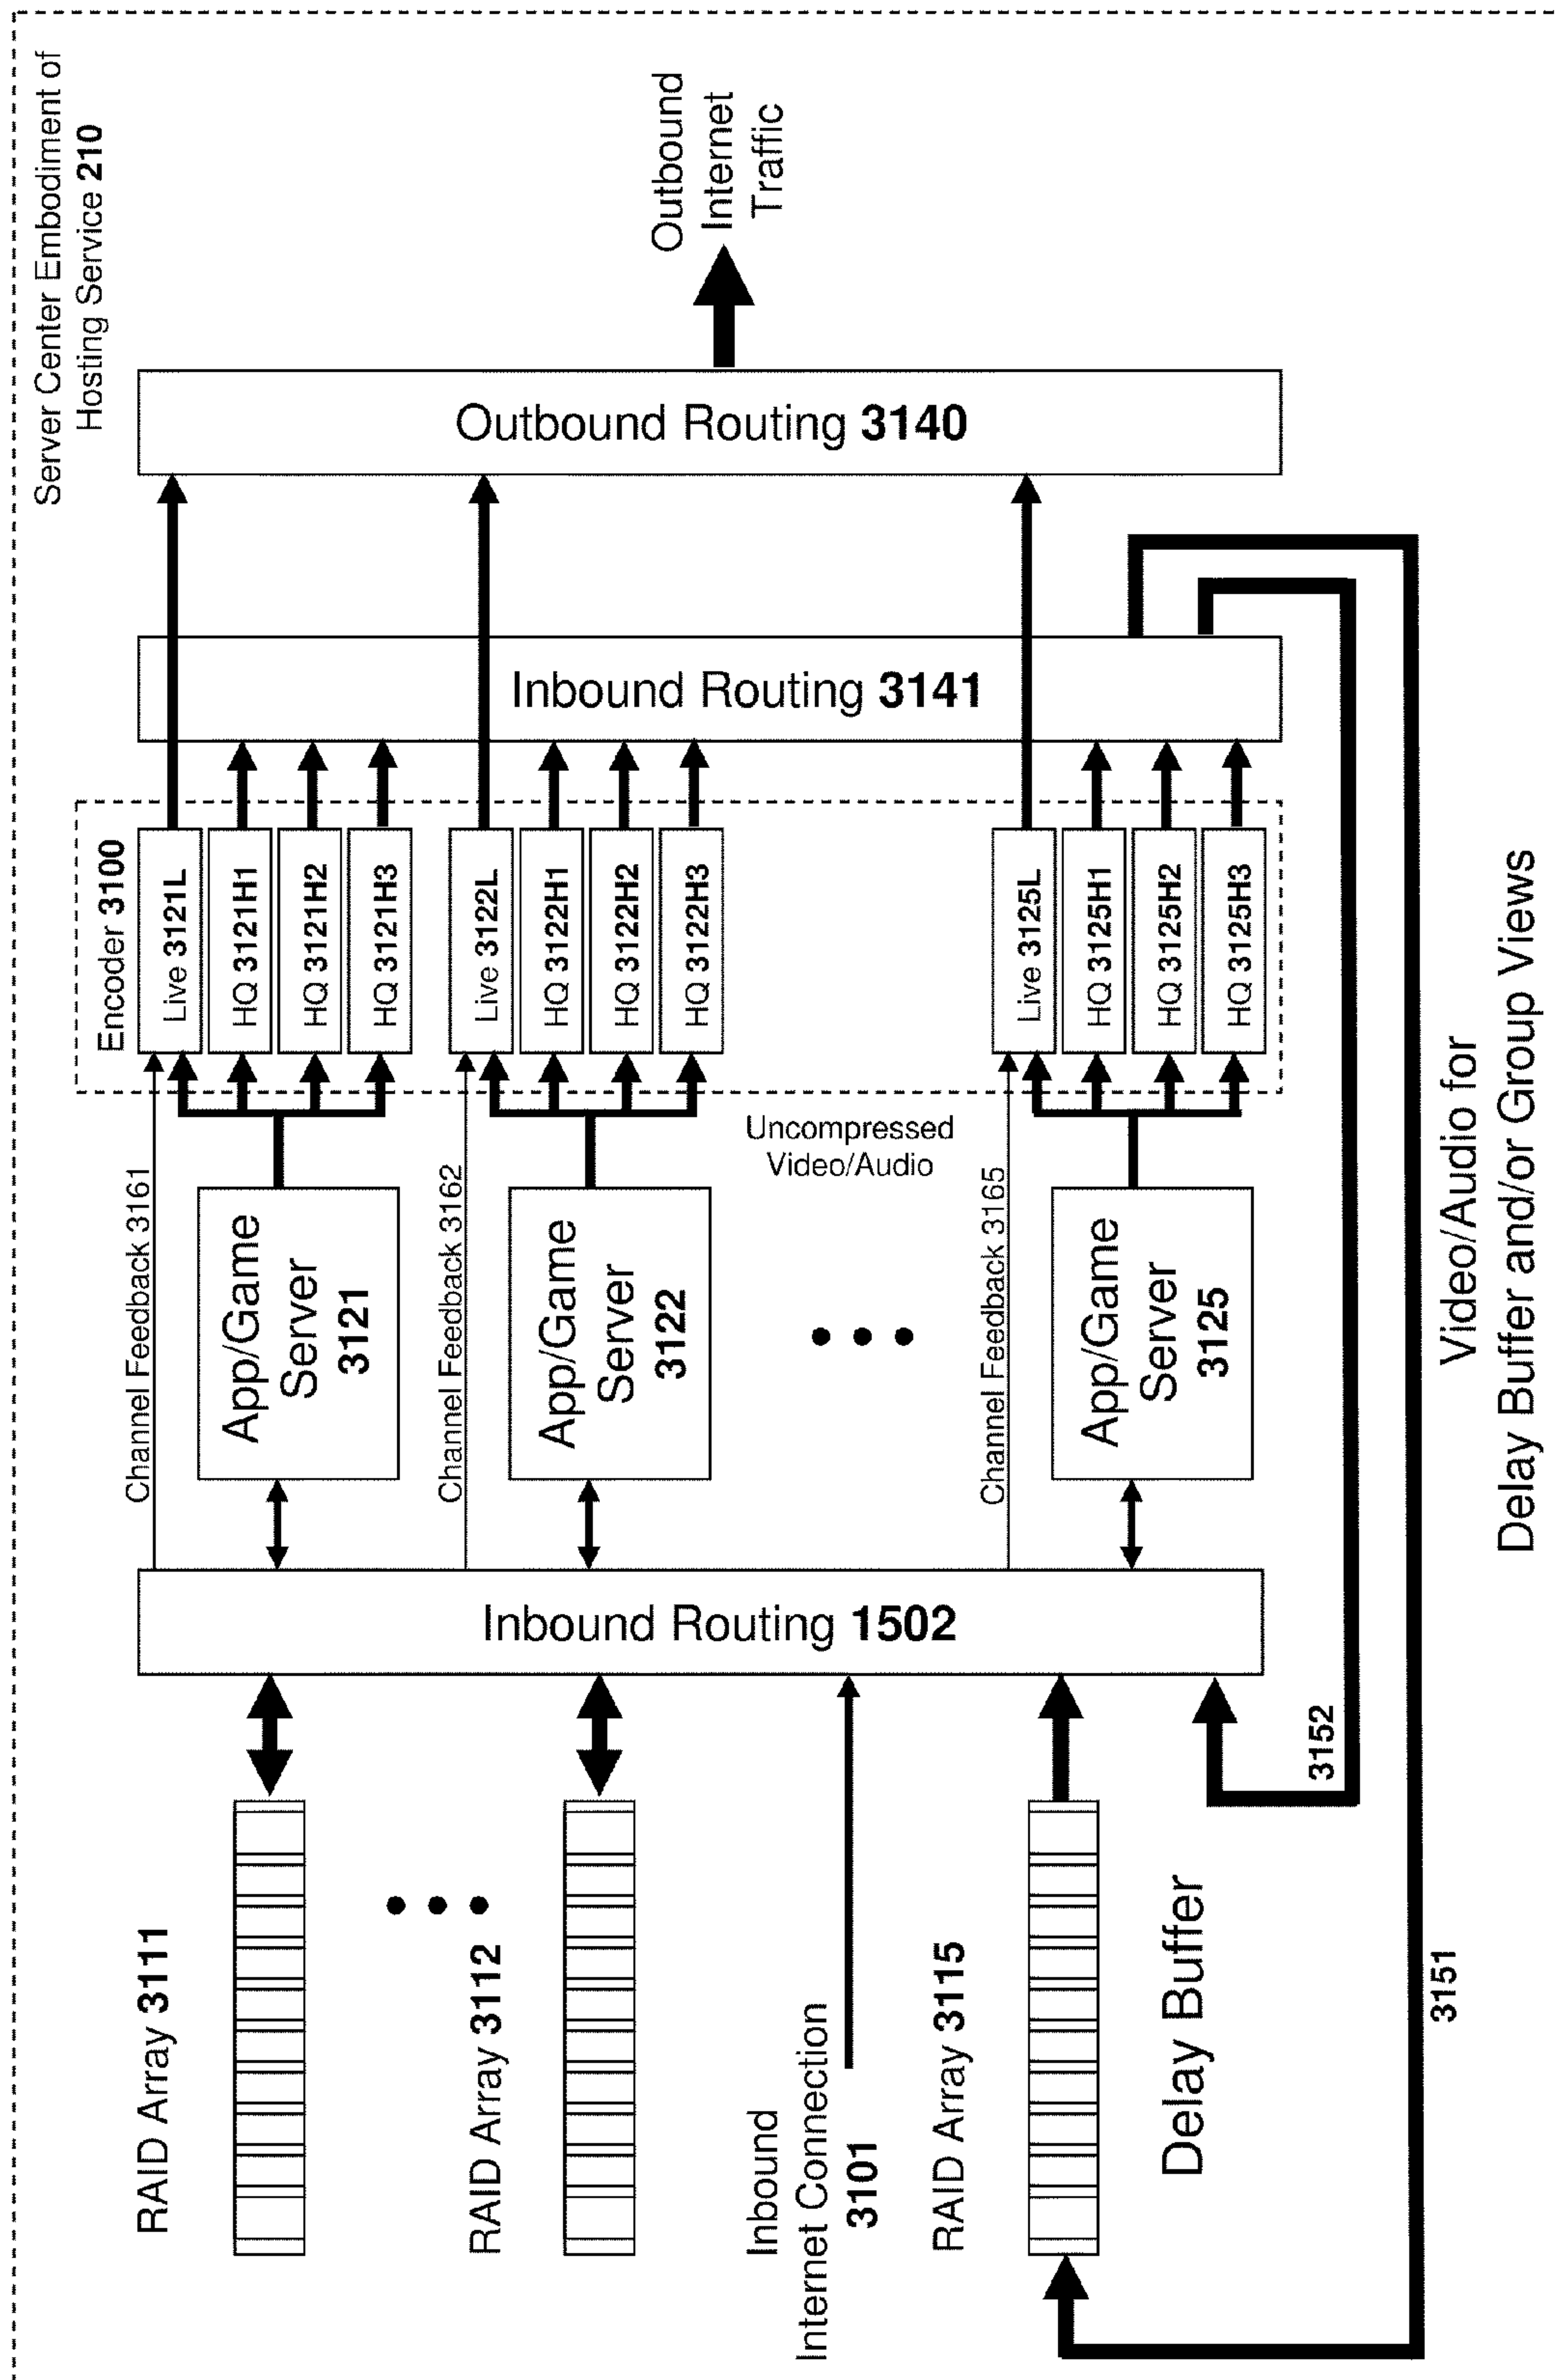 Server Center Embodiment of
Hosting Service 210
RAID Array 3111
RAID Array 3112
Inbound
Internet Connection
3101
RAID Array 3115
Delay Buffer
Inbound Routing 1502
Channel Feedback 3161
App/Game
Server
3121
Channel Feedback 3162
App/Game
Server
3122
Channel Feedback 3165
App/Game
Server
3125
Uncompressed
Video/Audio
Encoder 3100
Live 3121L
HQ 3121H1
HQ 3121H2
HQ 3121H3
Live 3122L
HQ 3122H1
HQ 3122H2
HQ 3122H3
Live 3125L
HQ 3125H1
HQ 3125H2
HQ 3125H3
Inbound Routing 3141
Outbound Routing 3140
Outbound
Internet
Traffic
3152
3151
Video/Audio for
Delay Buffer and/or Group Views